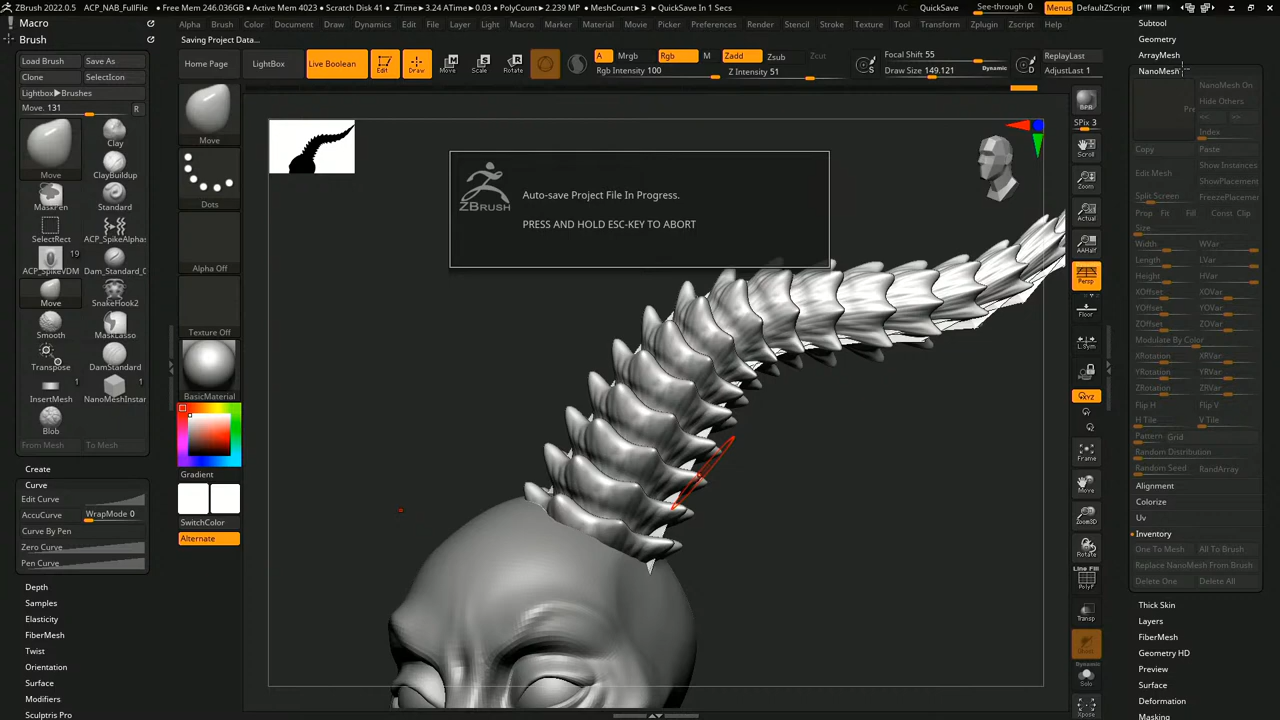 ZBrush 2022.0.5 ACP_NAB_FullFile • Free Mem 246.036GB • Active Mem 4023 • Scratch Disk 41 • ZTime▶3.24 ATime▶0.03 • PolyCount▶2.239 MP • MeshCount▶3 • QuickSave In 1 Secs AC QuickSave See-through 0 Menus DefaultZScript
Macro Alpha Brush Color Document Draw Dynamics Edit File Layer Light Macro Marker Material Movie Picker Preferences Render Stencil Stroke Texture Tool Transform Zplugin Zscript Help
Brush
Saving Project Data...
Load Brush Save As
Clone SelectIcon
Lightbox▶Brushes
Move. 131 R
Move
Clay
ClayBuildup
MaskPen
Standard
SelectRect
ACP_SpikeAlphas
19
ACP_SpikeVDM
Dam_Standard_0
Move
SnakeHook2
Smooth
MaskLasso
Transpose
DamStandard
1
InsertMesh
1
NanoMeshInstar
Blob
From Mesh To Mesh
Create
Curve
Edit Curve
AccuCurve WrapMode 0
Curve By Pen
Zero Curve
Pen Curve
Depth
Samples
Elasticity
FiberMesh
Twist
Orientation
Surface
Modifiers
Sculptris Pro
Home Page LightBox Live Boolean Edit Draw Move Scale Rotate
A Mrgb Rgb M Zadd Zsub Zcut
Rgb Intensity 100 Z Intensity 51
S Focal Shift 55
Draw Size 149.121 Dynamic
D ReplayLast
AdjustLast 1
Move
Dots
Alpha Off
Texture Off
BasicMaterial
Gradient
SwitchColor
Alternate
ZBRUSH
Auto-save Project File In Progress.
PRESS AND HOLD ESC-KEY TO ABORT
BPR
SPix 3
Scroll
Zoom
Actual
AAHalf
Persp
Floor
L.Sym
XYZ
Frame
Move
Zoom3D
Rotate
Line Fill
PolyF
Transp
Ghost
Dynamic
Solo
Xpose
Subtool
Geometry
ArrayMesh
NanoMesh
NanoMesh On
Hide Others
<< >>
Index
Copy Paste
Show Instances
Edit Mesh ShowPlacement
Split Screen FreezePlacemen
Prop Fit Fill Const Clip
Size
Width WVar
Length LVar
Height HVar
XOffset XOVar
YOffset YOVar
ZOffset ZOVar
Modulate By Color
XRotation XRVar
YRotation YRVar
ZRotation ZRVar
Flip H Flip V
H Tile V Tile
Pattern Grid
Random Distribution
Random Seed RandArray
Alignment
Colorize
Uv
Inventory
One To Mesh All To Brush
Replace NanoMesh From Brush
Delete One Delete All
Thick Skin
Layers
FiberMesh
Geometry HD
Preview
Surface
Deformation
Masking